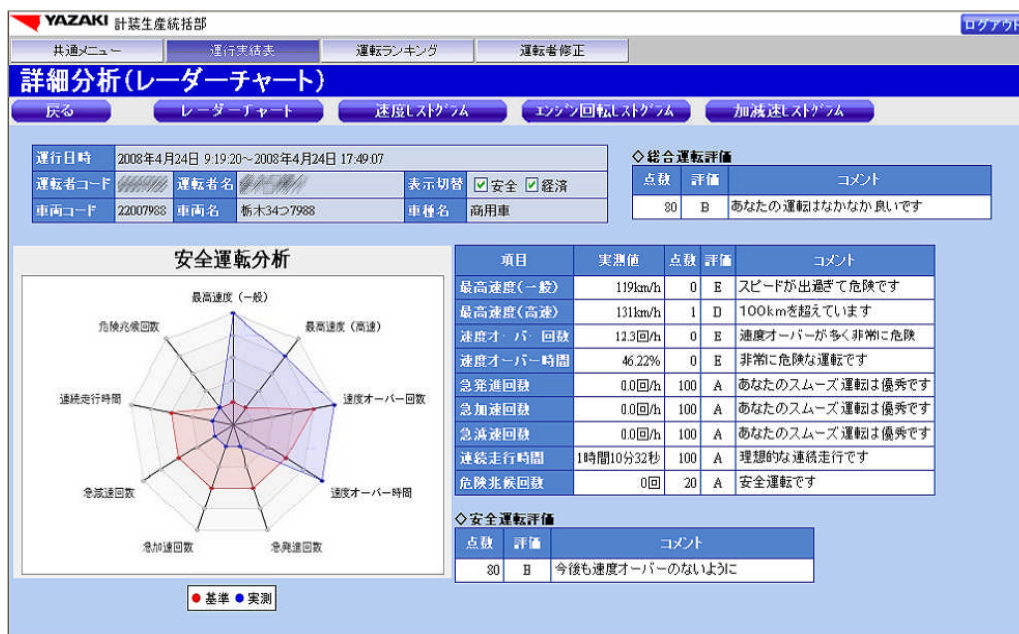 YAZAKI 計装生産統括部
ログアウト
共通メニュー 運行実績表 運転ランキング 運転者修正
詳細分析(レーダーチャート)
戻る レーダーチャート 速度ヒストグラム エンジン回転ヒストグラム 加減速ヒストグラム
運行日時 2008年4月24日 9:19:20～2008年4月24日 17:49:07
運転者コード 運転者名 表示切替 安全 経済
車両コード 22007988 車両名 栃木34つ7988 車種名 商用車
◇総合運転評価
点数 評価 コメント
80 B あなたの運転はなかなか良いです
安全運転分析
最高速度（一般）
最高速度（高速）
速度オーバー回数
速度オーバー時間
急発進回数
急加速回数
急減速回数
連続走行時間
危険兆候回数
● 基準 ● 実測
項目 実測値 点数 評価 コメント
最高速度(一般) 119km/h 0 E スピードが出過ぎて危険です
最高速度(高速) 131km/h 1 D 100kmを超えています
速度オーバー回数 12.3回/h 0 E 速度オーバーが多く非常に危険
速度オーバー時間 46.22% 0 E 非常に危険な運転です
急発進回数 0.0回/h 100 A あなたのスムーズ運転は優秀です
急加速回数 0.0回/h 100 A あなたのスムーズ運転は優秀です
急減速回数 0.0回/h 100 A あなたのスムーズ運転は優秀です
連続走行時間 1時間10分32秒 100 A 理想的な連続走行です
危険兆候回数 0回 20 A 安全運転です
◇安全運転評価
点数 評価 コメント
80 B 今後も速度オーバーのないように